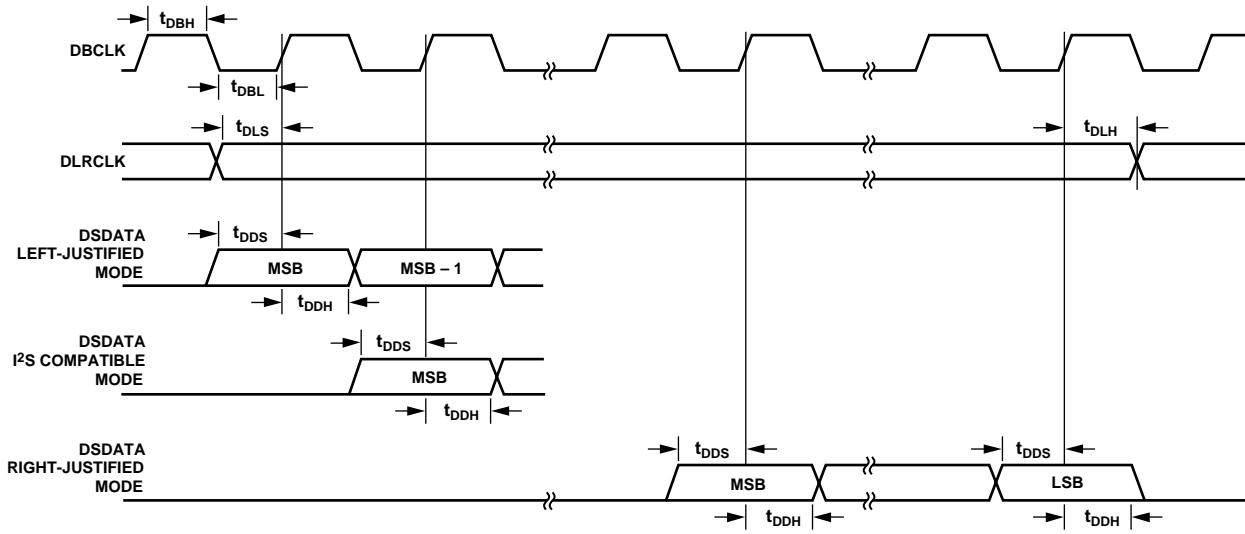 tDBH
DBCLK
tDBL
tDLS
tDLH
DLRCLK
DSDATA
LEFT-JUSTIFIED
MODE
tDDS
MSB
MSB – 1
tDDH
DSDATA
I²S COMPATIBLE
MODE
tDDS
MSB
tDDH
DSDATA
RIGHT-JUSTIFIED
MODE
tDDS
tDDS
MSB
LSB
tDDH
tDDH